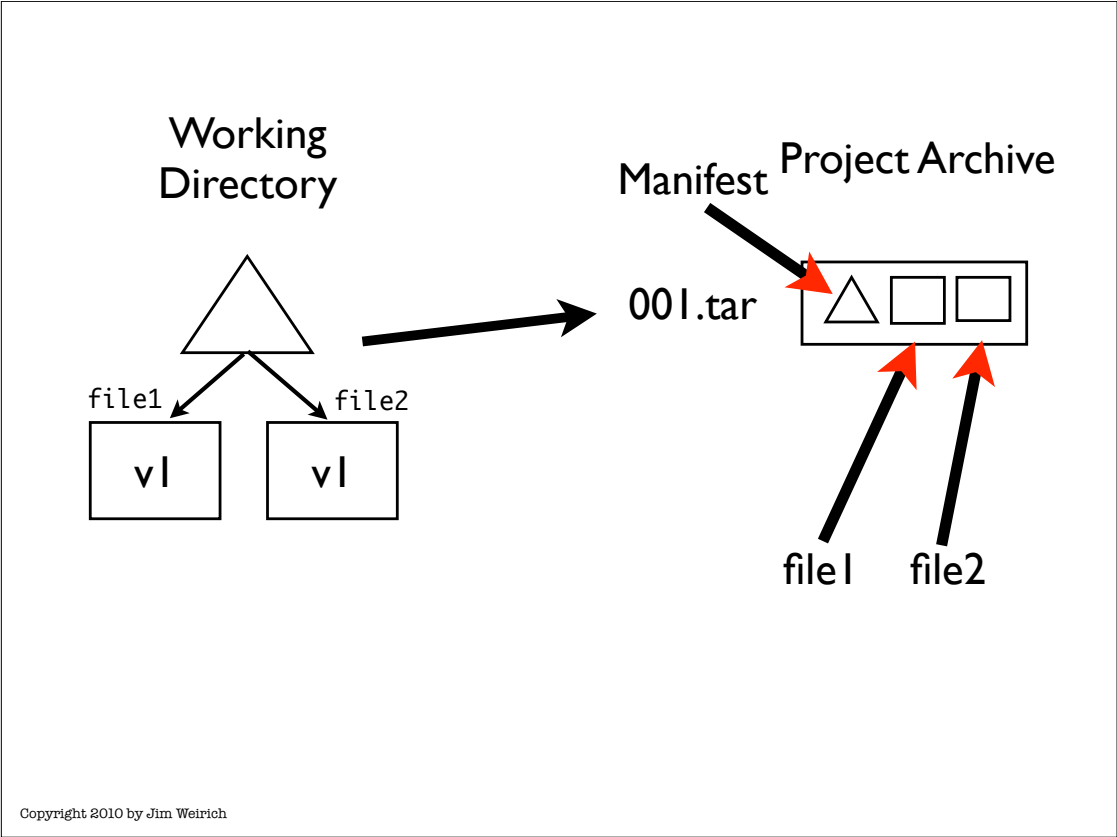 Working
Directory
Manifest
Project Archive
001.tar
file1
file2
v1
v1
file1
file2
Copyright 2010 by Jim Weirich